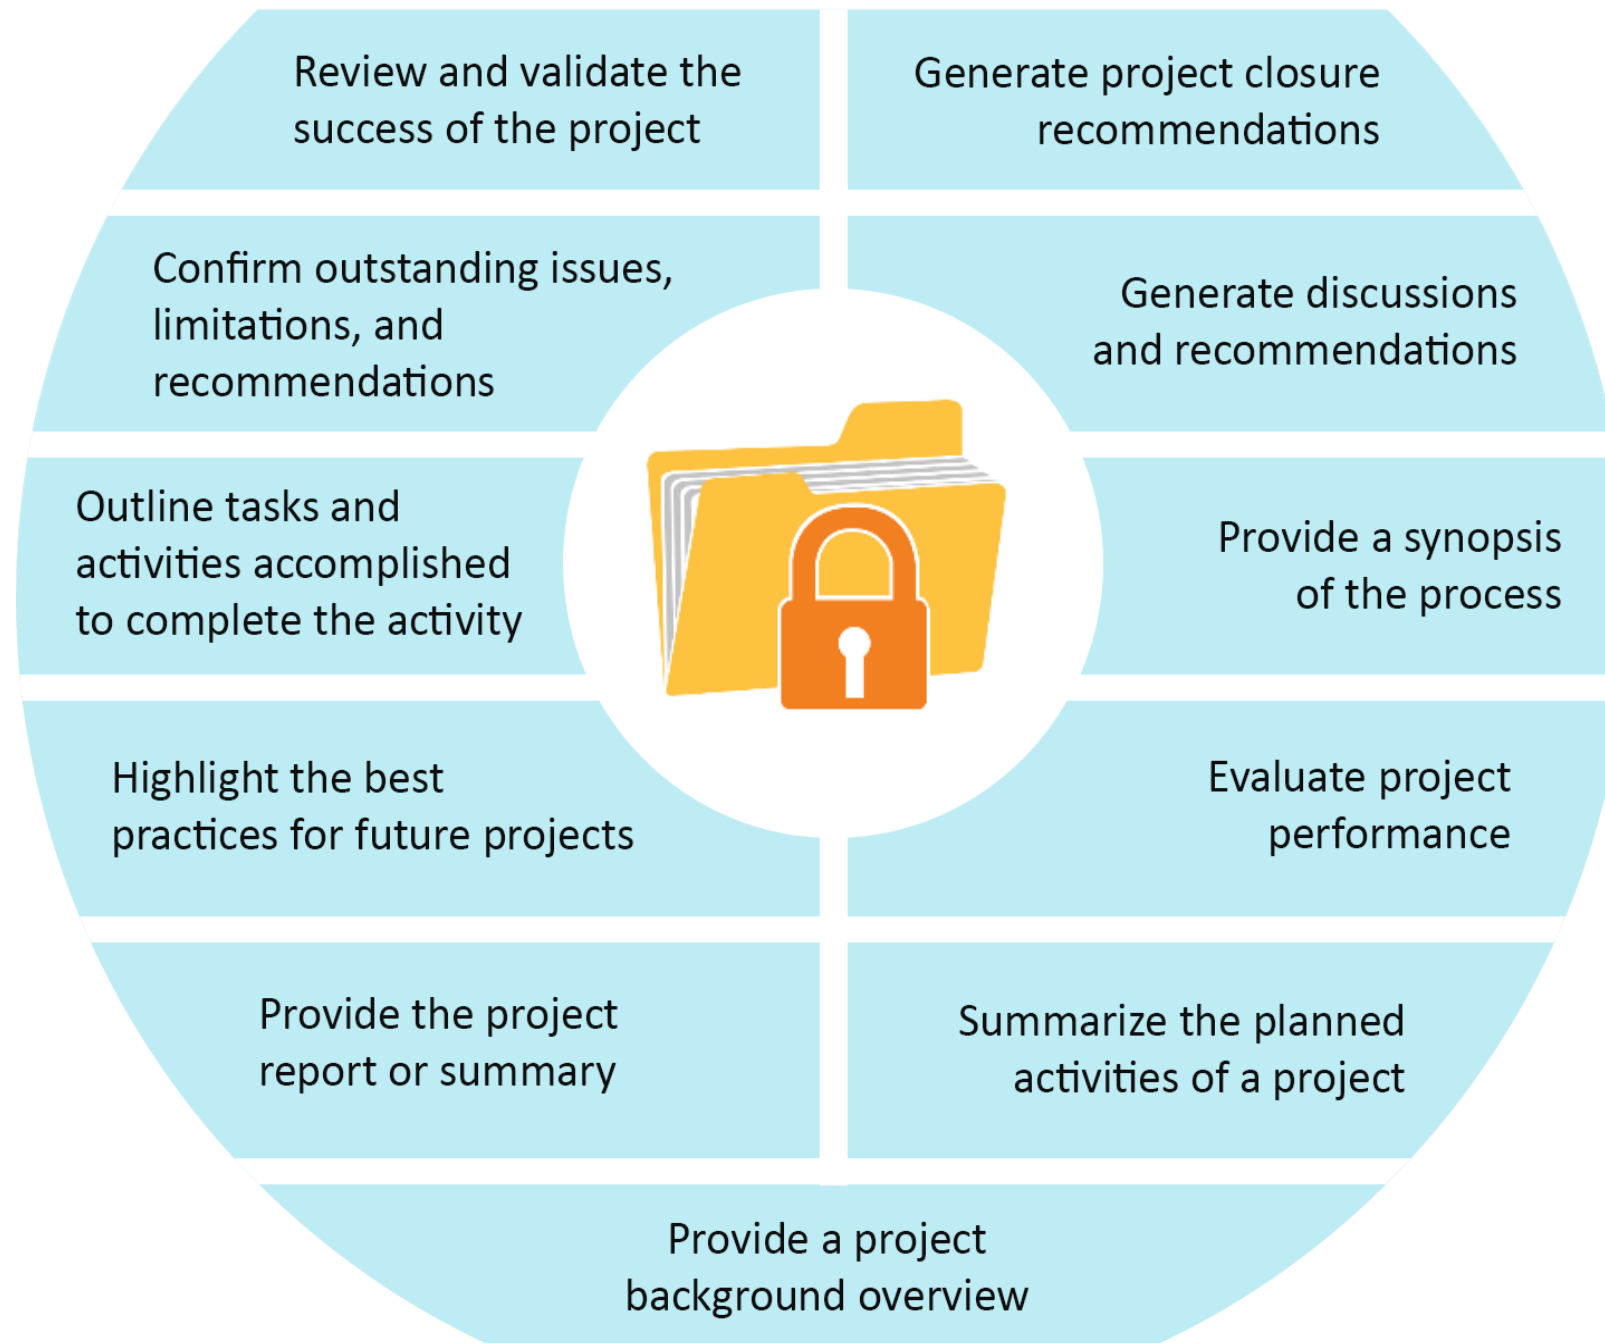 Review and validate the
success of the project
Generate project closure
recommendations
Confirm outstanding issues,
limitations, and
recommendations
Generate discussions
and recommendations
Outline tasks and
activities accomplished
to complete the activity
Provide a synopsis
of the process
Highlight the best
practices for future projects
Evaluate project
performance
Provide the project
report or summary
Summarize the planned
activities of a project
Provide a project
background overview